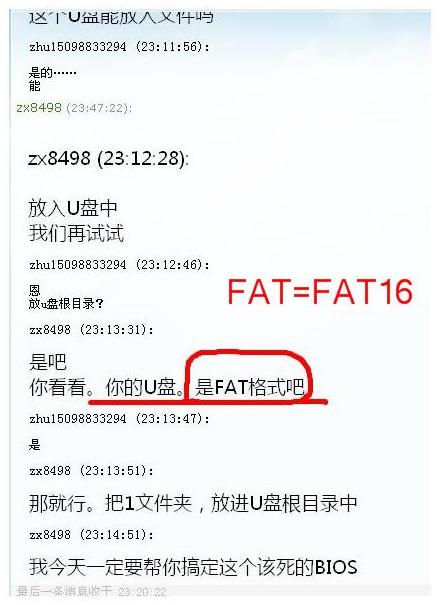 这个U盘能放入文件吗
zhu15098833294 (23:11:56):
是的……
能
zx8498 (23:47:22):
zx8498 (23:12:28):
放入U盘中
我们再试试
zhu15098833294 (23:12:46):
恩
放u盘根目录?
FAT=FAT16
zx8498 (23:13:31):
是吧
你看看。你的U盘。是FAT格式吧
zhu15098833294 (23:13:47):
是
zx8498 (23:13:51):
那就行。把1文件夹，放进U盘根目录中
zx8498 (23:14:51):
我今天一定要帮你搞定这个该死的BIOS
最后一条消息收于 23:20:22